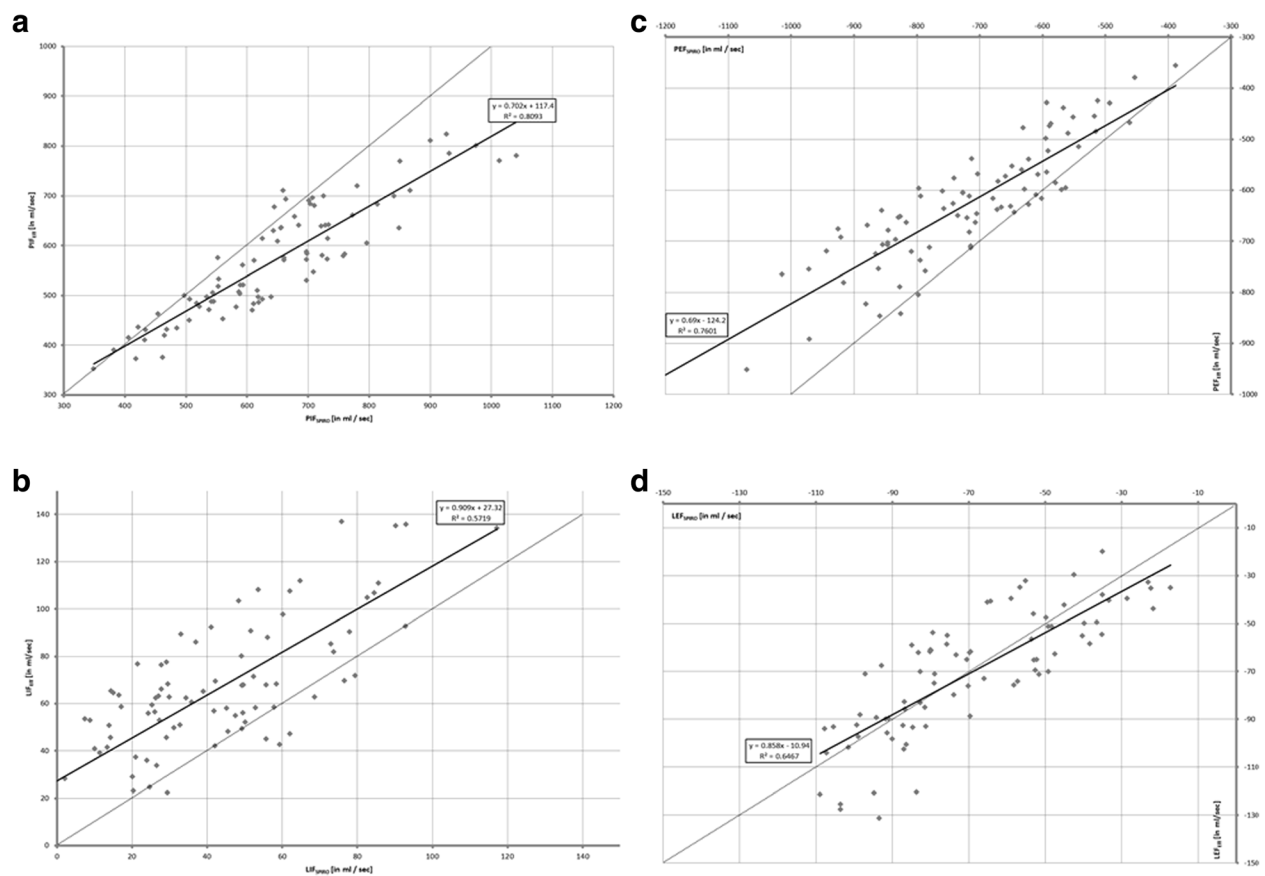 a
1000
900
800
700
600
500
400
300
300 400 500 600 700 800 900 1000 1100 1200
PIF_EIT [in ml/sec]
PIF_SPIRO [in ml / sec]
y = 0.702x + 117.4
R² = 0.8093
c
-1200 -1100 -1000 -900 -800 -700 -600 -500 -400 -300
PEF_SPIRO [in ml / sec]
-300
-400
-500
-600
-700
-800
-900
-1000
y = 0.69x - 124.2
R² = 0.7601
PEF_EIT [in ml / sec]
b
140
120
100
80
60
40
20
0
0 20 40 60 80 100 120 140
LIF_EIT [in ml/sec]
LIF_SPIRO [in ml / sec]
y = 0.909x + 27.32
R² = 0.5719
d
-150 -130 -110 -90 -70 -50 -30 -10
LEF_SPIRO [in ml / sec]
-10
-30
-50
-70
-90
-110
-130
-150
y = 0.858x - 10.94
R² = 0.6467
LEF_EIT [in ml / sec]